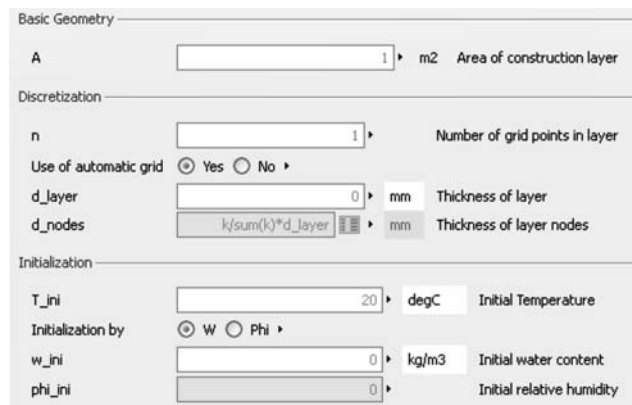 Basic Geometry
A 1 m2 Area of construction layer
Discretization
n 1 Number of grid points in layer
Use of automatic grid Yes No
d_layer 0 mm Thickness of layer
d_nodes k/sum(k)*d_layer mm Thickness of layer nodes
Initialization
T_ini 20 degC Initial Temperature
Initialization by W Phi
w_ini 0 kg/m3 Initial water content
phi_ini 0 Initial relative humidity